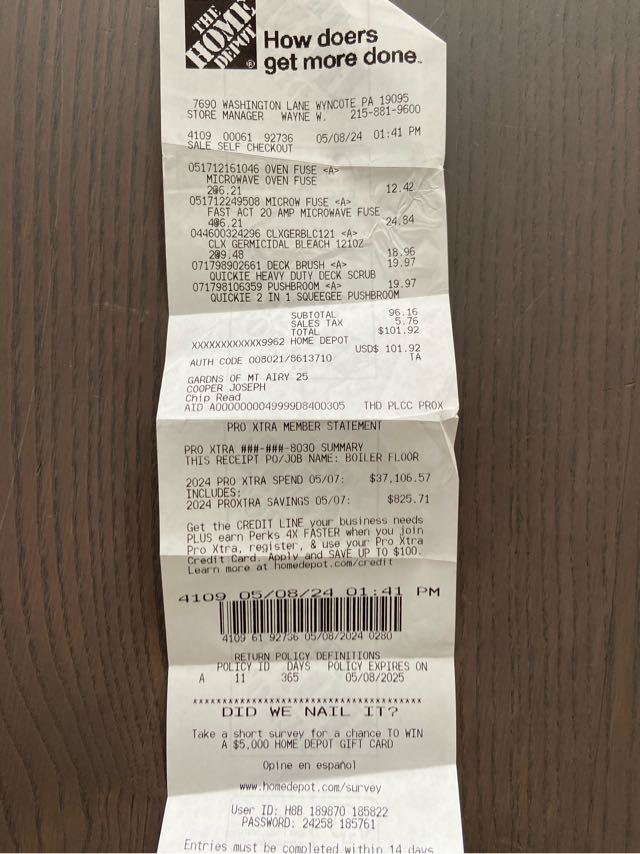 THE
HOME
DEPOT
®
How doers
get more done™
7690 WASHINGTON LANE WYNCOTE PA 19095
STORE MANAGER WAYNE W. 215-881-9600
4109 00061 92736 05/08/24 01:41 PM
SALE SELF CHECKOUT
051712161046 OVEN FUSE <A>
MICROWAVE OVEN FUSE
2@6.21 12.42
051712249508 MICROW FUSE <A>
FAST ACT 20 AMP MICROWAVE FUSE
4@6.21 24.84
044600324296 CLXGERBLC121 <A>
CLX GERMICIDAL BLEACH 121OZ
2@9.48 18.96
071798902661 DECK BRUSH <A> 19.97
QUICKIE HEAVY DUTY DECK SCRUB
071798106359 PUSHBROOM <A> 19.97
QUICKIE 2 IN 1 SQUEEGEE PUSHBROOM
SUBTOTAL 96.16
SALES TAX 5.76
TOTAL $101.92
XXXXXXXXXXXX9962 HOME DEPOT
USD$ 101.92
AUTH CODE 008021/8613710 TA
GARDNS OF MT AIRY 25
COOPER JOSEPH
Chip Read
AID A0000000049999D8400305 THD PLCC PROX
PRO XTRA MEMBER STATEMENT
PRO XTRA ###-###-8030 SUMMARY
THIS RECEIPT PO/JOB NAME: BOILER FLOOR
2024 PRO XTRA SPEND 05/07: $37,106.57
INCLUDES:
2024 PROXTRA SAVINGS 05/07: $825.71
Get the CREDIT LINE your business needs
PLUS earn Perks 4X FASTER when you join
Pro Xtra, register, & use your Pro Xtra
Credit Card. Apply and SAVE UP TO $100.
Learn more at homedepot.com/credit
4109 05/08/24 01:41 PM
4109 61 92736 05/08/2024 0280
RETURN POLICY DEFINITIONS
POLICY ID DAYS POLICY EXPIRES ON
A 11 365 05/08/2025
DID WE NAIL IT?
Take a short survey for a chance TO WIN
A $5,000 HOME DEPOT GIFT CARD
Opine en español
www.homedepot.com/survey
User ID: H8B 189870 185822
PASSWORD: 24258 185761
Entries must be completed within 14 days